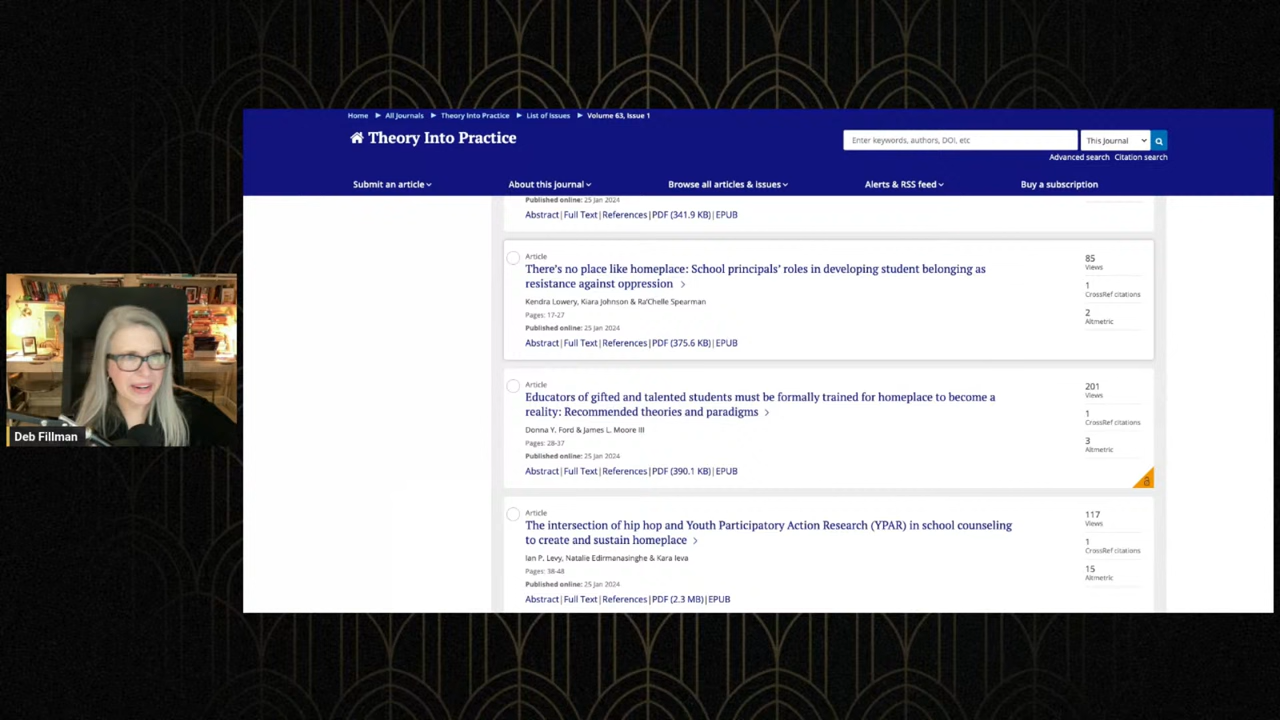 Home ▶ All Journals ▶ Theory Into Practice ▶ List of Issues ▶ Volume 63, Issue 1
Theory Into Practice
Enter keywords, authors, DOI, etc
This Journal
Advanced search Citation search
Submit an article
About this journal
Browse all articles & issues
Alerts & RSS feed
Buy a subscription
Published online: 25 Jan 2024
Abstract|Full Text|References|PDF (341.9 KB)|EPUB
Article
There's no place like homeplace: School principals' roles in developing student belonging as
resistance against oppression
Kendra Lowery, Kiara Johnson & Ra'Chelle Spearman
Pages: 17-27
Published online: 25 Jan 2024
Abstract|Full Text|References|PDF (375.6 KB)|EPUB
85
Views
1
CrossRef citations
2
Altmetric
Article
Educators of gifted and talented students must be formally trained for homeplace to become a
reality: Recommended theories and paradigms
Donna Y. Ford & James L. Moore III
Pages: 28-37
Published online: 25 Jan 2024
Abstract|Full Text|References|PDF (390.1 KB)|EPUB
201
Views
1
CrossRef citations
3
Altmetric
Article
The intersection of hip hop and Youth Participatory Action Research (YPAR) in school counseling
to create and sustain homeplace
Ian P. Levy, Natalie Edirmanasinghe & Kara Ieva
Pages: 38-48
Published online: 25 Jan 2024
Abstract|Full Text|References|PDF (2.3 MB)|EPUB
117
Views
1
CrossRef citations
15
Altmetric
Deb Fillman